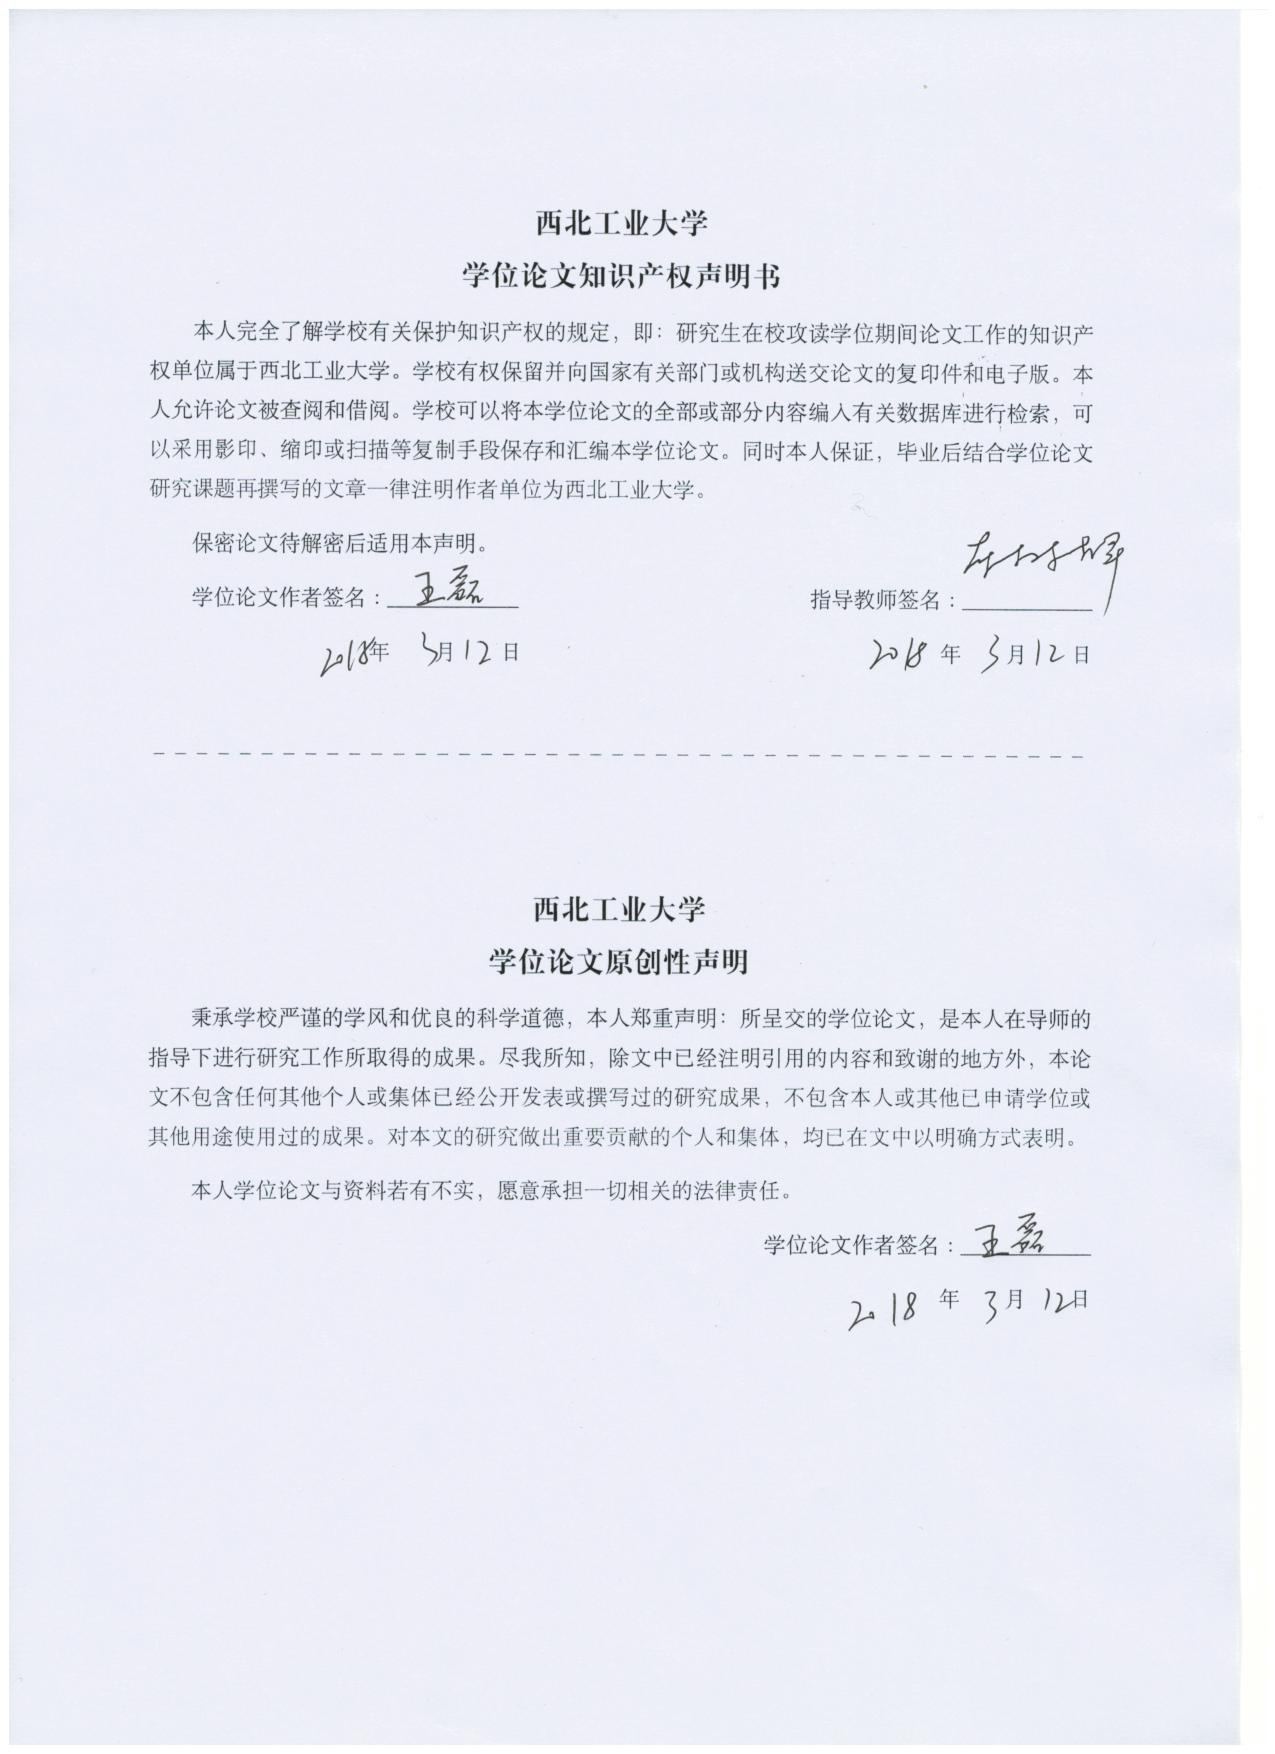 西北工业大学
学位论文知识产权声明书
本人完全了解学校有关保护知识产权的规定，即：研究生在校攻读学位期间论文工作的知识产
权单位属于西北工业大学。学校有权保留并向国家有关部门或机构送交论文的复印件和电子版。本
人允许论文被查阅和借阅。学校可以将本学位论文的全部或部分内容编入有关数据库进行检索，可
以采用影印、缩印或扫描等复制手段保存和汇编本学位论文。同时本人保证，毕业后结合学位论文
研究课题再撰写的文章一律注明作者单位为西北工业大学。
保密论文待解密后适用本声明。
学位论文作者签名：王磊 指导教师签名：
2018年 3月12日 2018 年 3月12日
西北工业大学
学位论文原创性声明
秉承学校严谨的学风和优良的科学道德，本人郑重声明：所呈交的学位论文，是本人在导师的
指导下进行研究工作所取得的成果。尽我所知，除文中已经注明引用的内容和致谢的地方外，本论
文不包含任何其他个人或集体已经公开发表或撰写过的研究成果，不包含本人或其他已申请学位或
其他用途使用过的成果。对本文的研究做出重要贡献的个人和集体，均已在文中以明确方式表明。
本人学位论文与资料若有不实，愿意承担一切相关的法律责任。
学位论文作者签名：王磊
2018 年 3月 12日